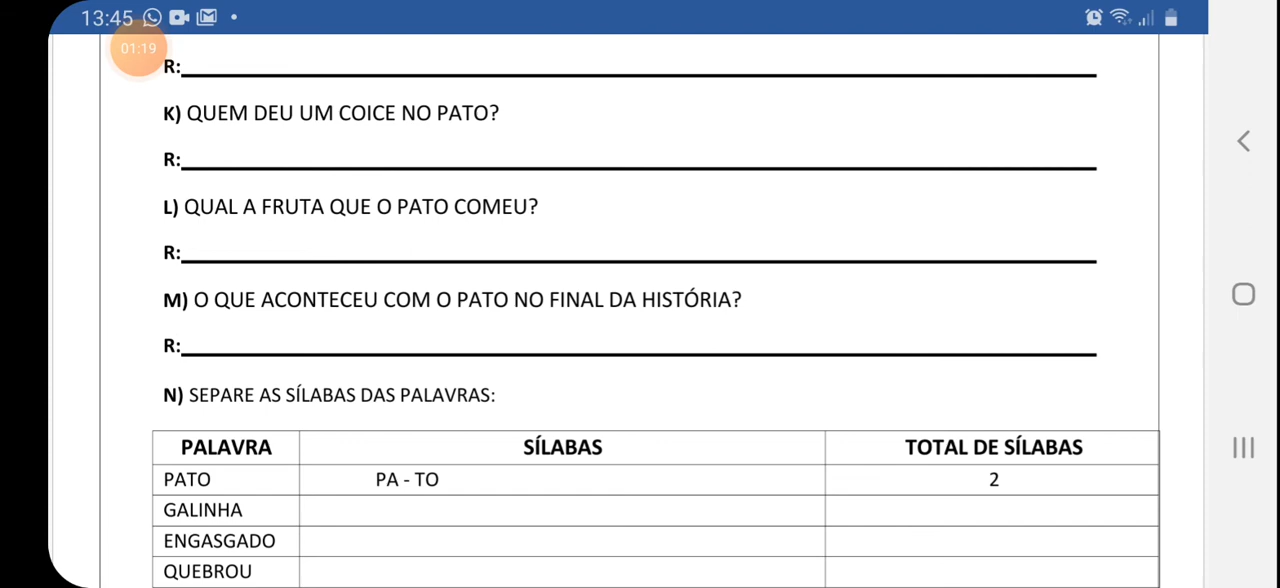 13:45
01:19
R:
K) QUEM DEU UM COICE NO PATO?
R:
L) QUAL A FRUTA QUE O PATO COMEU?
R:
M) O QUE ACONTECEU COM O PATO NO FINAL DA HISTÓRIA?
R:
N) SEPARE AS SÍLABAS DAS PALAVRAS:
PALAVRA SÍLABAS TOTAL DE SÍLABAS
PATO PA - TO 2
GALINHA
ENGASGADO
QUEBROU